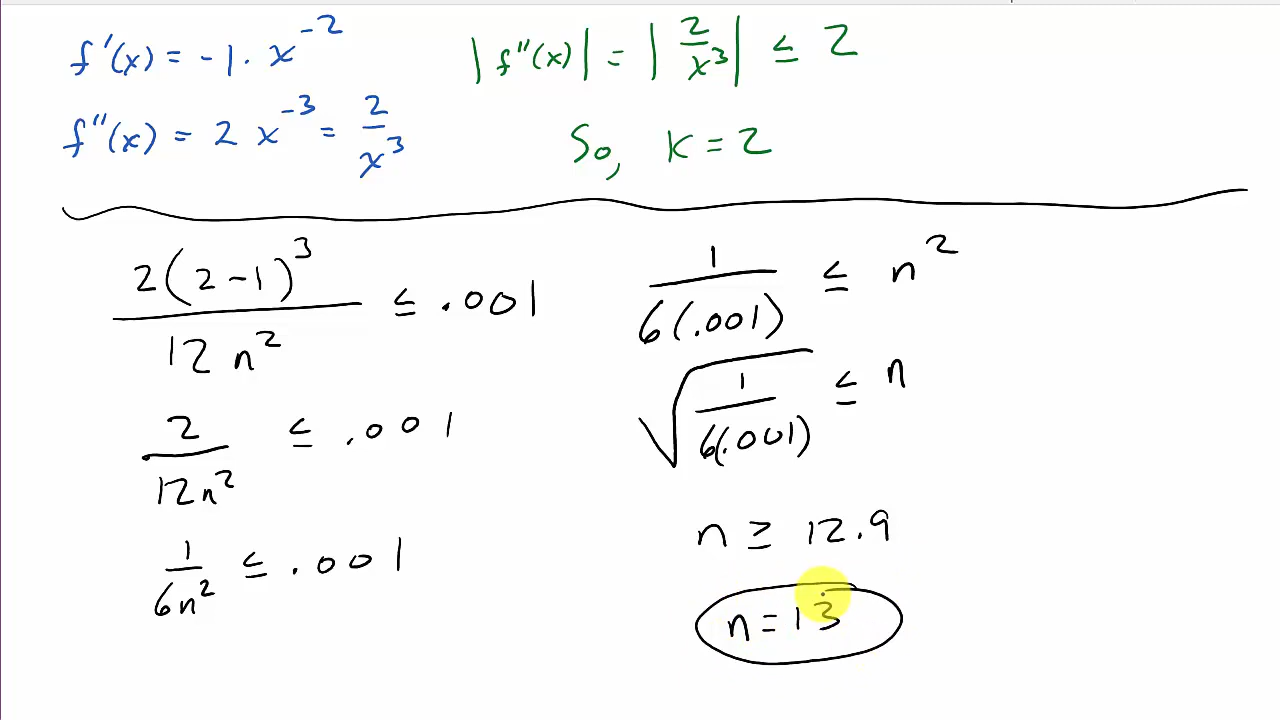 f'(x) = -1 · x^-2
f''(x) = 2 x^-3 = 2/x^3
|f''(x)| = |2/x^3| ≤ 2
So, K = 2
2(2-1)^3/12n^2 ≤ .001
2/12n^2 ≤ .001
1/6n^2 ≤ .001
1/6(.001) ≤ n^2
√(1/6(.001)) ≤ n
n ≥ 12.9
n = 13